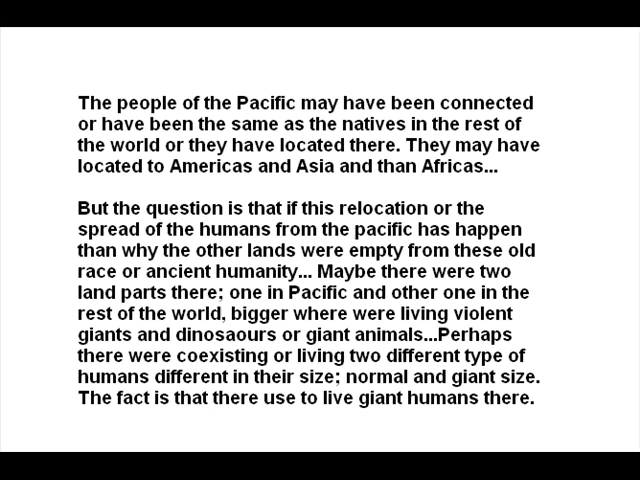 The people of the Pacific may have been connected
or have been the same as the natives in the rest of
the world or they have located there. They may have
located to Americas and Asia and than Africas...
But the question is that if this relocation or the
spread of the humans from the pacific has happen
than why the other lands were empty from these old
race or ancient humanity... Maybe there were two
land parts there; one in Pacific and other one in the
rest of the world, bigger where were living violent
giants and dinosaours or giant animals...Perhaps
there were coexisting or living two different type of
humans different in their size; normal and giant size.
The fact is that there use to live giant humans there.